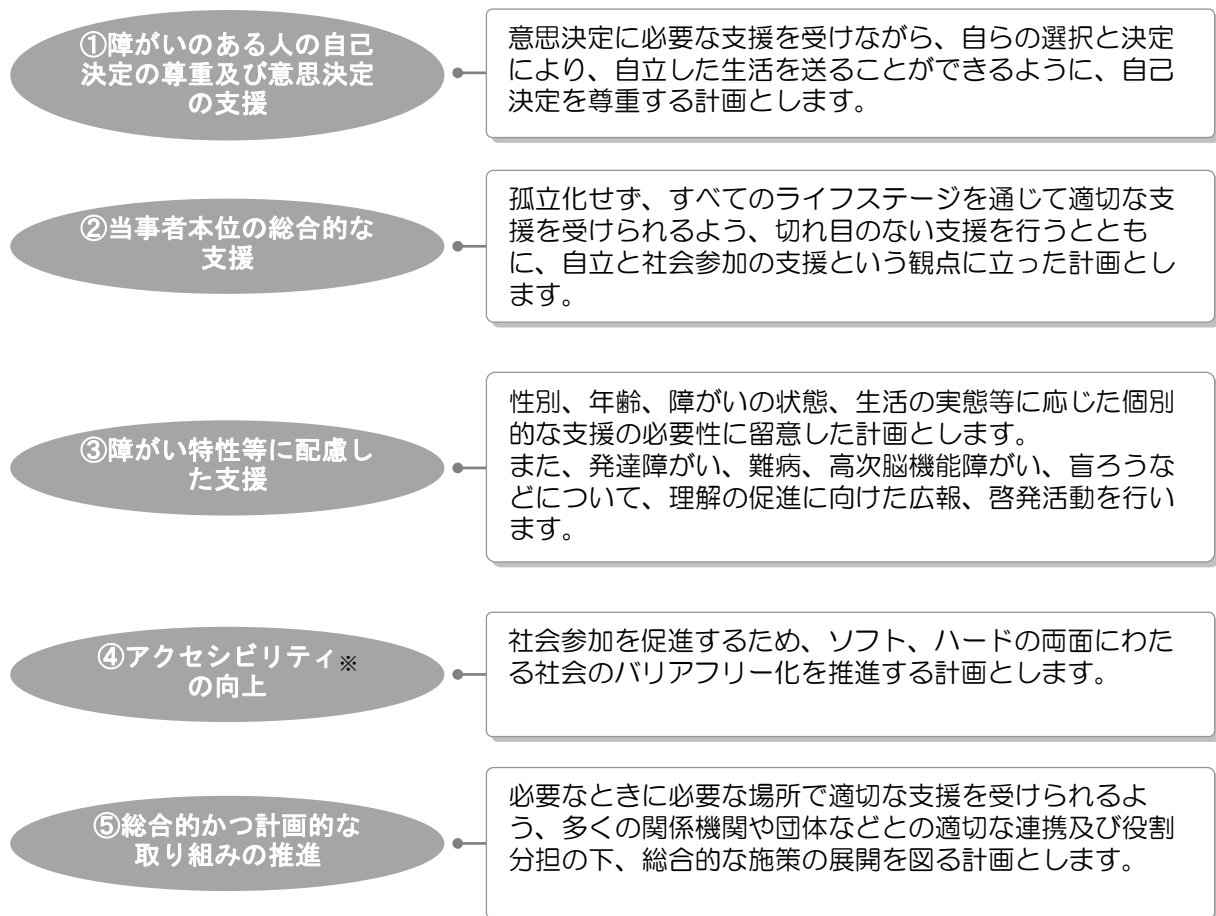 ①障がいのある人の自己
決定の尊重及び意思決定
の支援
意思決定に必要な支援を受けながら、自らの選択と決定
により、自立した生活を送ることができるように、自己
決定を尊重する計画とします。
②当事者本位の総合的な
支援
孤立化せず、すべてのライフステージを通じて適切な支
援を受けられるよう、切れ目のない支援を行うととも
に、自立と社会参加の支援という観点に立った計画とし
ます。
③障がい特性等に配慮し
た支援
性別、年齢、障がいの状態、生活の実態等に応じた個別
的な支援の必要性に留意した計画とします。
また、発達障がい、難病、高次脳機能障がい、盲ろうな
どについて、理解の促進に向けた広報、啓発活動を行い
ます。
④アクセシビリティ※
の向上
社会参加を促進するため、ソフト、ハードの両面にわた
る社会のバリアフリー化を推進する計画とします。
⑤総合的かつ計画的な
取り組みの推進
必要なときに必要な場所で適切な支援を受けられるよ
う、多くの関係機関や団体などとの適切な連携及び役割
分担の下、総合的な施策の展開を図る計画とします。